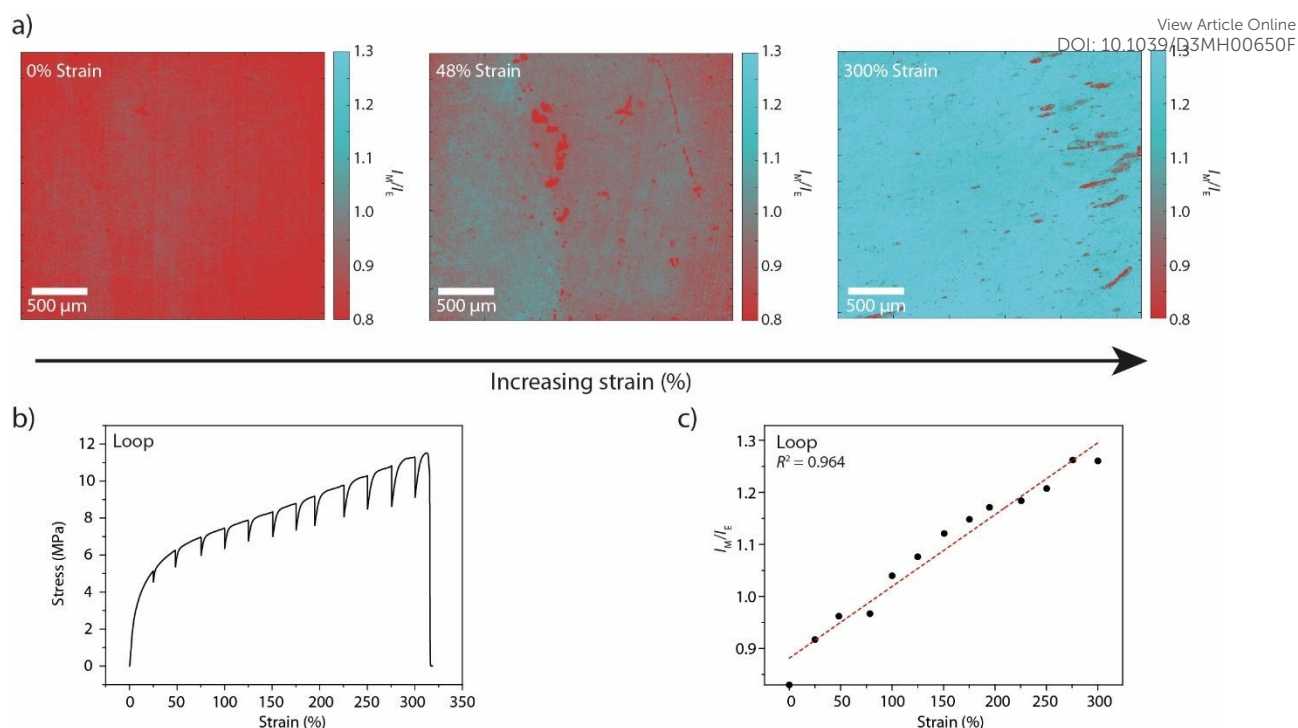 View Article Online
DOI: 10.1039/D3MH00650F
a)
0% Strain
500 µm
1.3
1.2
1.1
1.0
0.9
0.8
I_M/I_E
48% Strain
500 µm
1.3
1.2
1.1
1.0
0.9
0.8
I_M/I_E
300% Strain
500 µm
1.3
1.2
1.1
1.0
0.9
0.8
I_M/I_E
Increasing strain (%)
b)
Loop
Stress (MPa)
12
10
8
6
4
2
0
0 50 100 150 200 250 300 350
Strain (%)
c)
Loop
R² = 0.964
I_M/I_E
1.3
1.2
1.1
1.0
0.9
0 50 100 150 200 250 300
Strain (%)